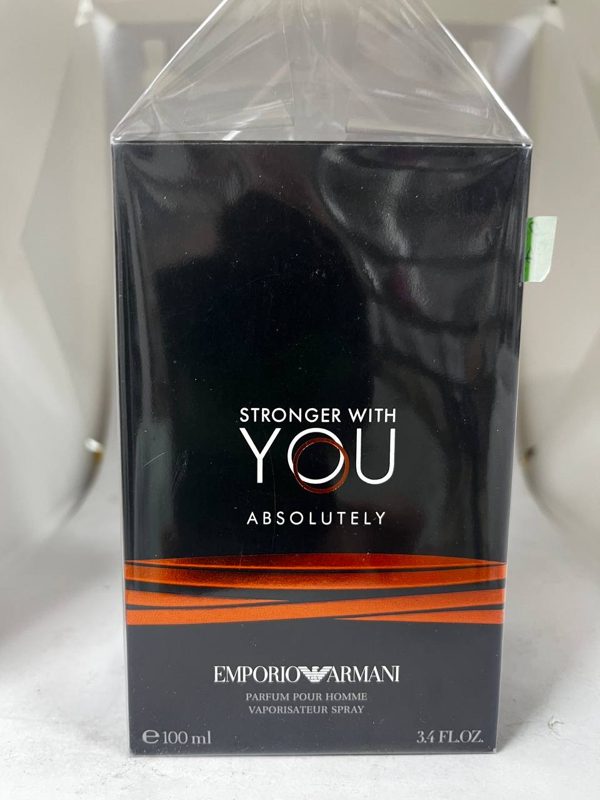 STRONGER WITH
YOU
ABSOLUTELY
EMPORIO ARMANI
PARFUM POUR HOMME
VAPORISATEUR SPRAY
℮100 ml 3.4 FL.OZ.